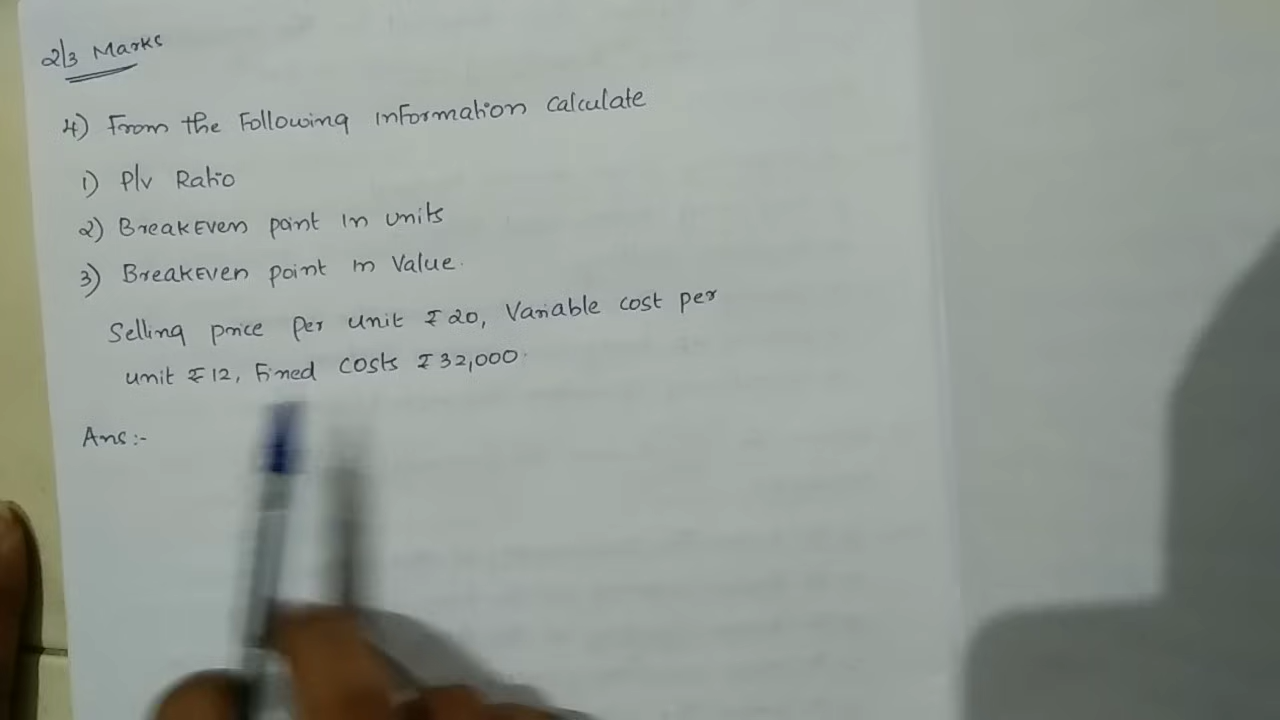 2/3 Marks
4) From the Following information calculate
1) P/v Ratio
2) BreakEven point in units
3) BreakEven point in Value.
Selling price per unit ₹20, Variable cost per
unit ₹12, Fixed costs ₹32,000.
Ans:-